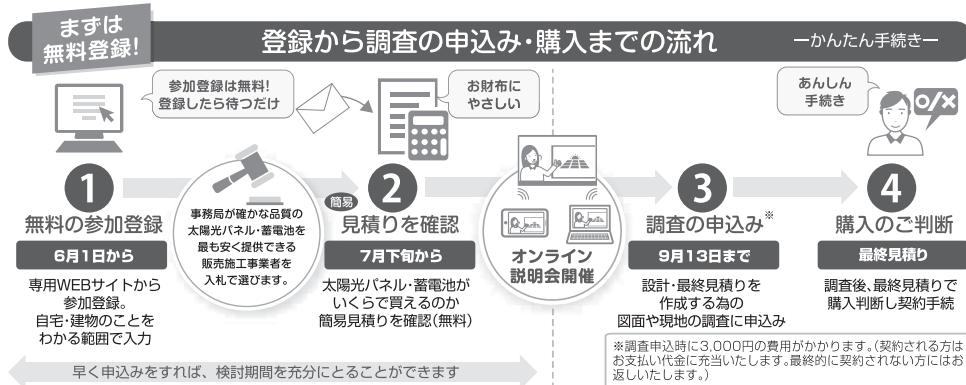 まずは
無料登録!
登録から調査の申込み・購入までの流れ
―かんたん手続き―
参加登録は無料!
登録したら待つだけ
お財布に
やさしい
あんしん
手続き
o/x
1
無料の参加登録
6月1日から
専用WEBサイトから
参加登録。
自宅・建物のことを
わかる範囲で入力
事務局が確かな品質の
太陽光パネル・蓄電池を
最も安く提供できる
販売施工事業者を
入札で選びます。
2
簡易
見積りを確認
7月下旬から
太陽光パネル・蓄電池が
いくらで買えるのか
簡易見積りを確認(無料)
オンライン
説明会開催
3
調査の申込み※
9月13日まで
設計・最終見積りを
作成する為の
図面や現地の調査に申込み
4
購入のご判断
最終見積り
調査後、最終見積りで
購入判断し契約手続
早く申込みをすれば、検討期間を充分にとることができます
※調査申込時に3,000円の費用がかかります。(契約される方は
お支払い代金に充当いたします。最終的に契約されない方にはお
返しいたします。)